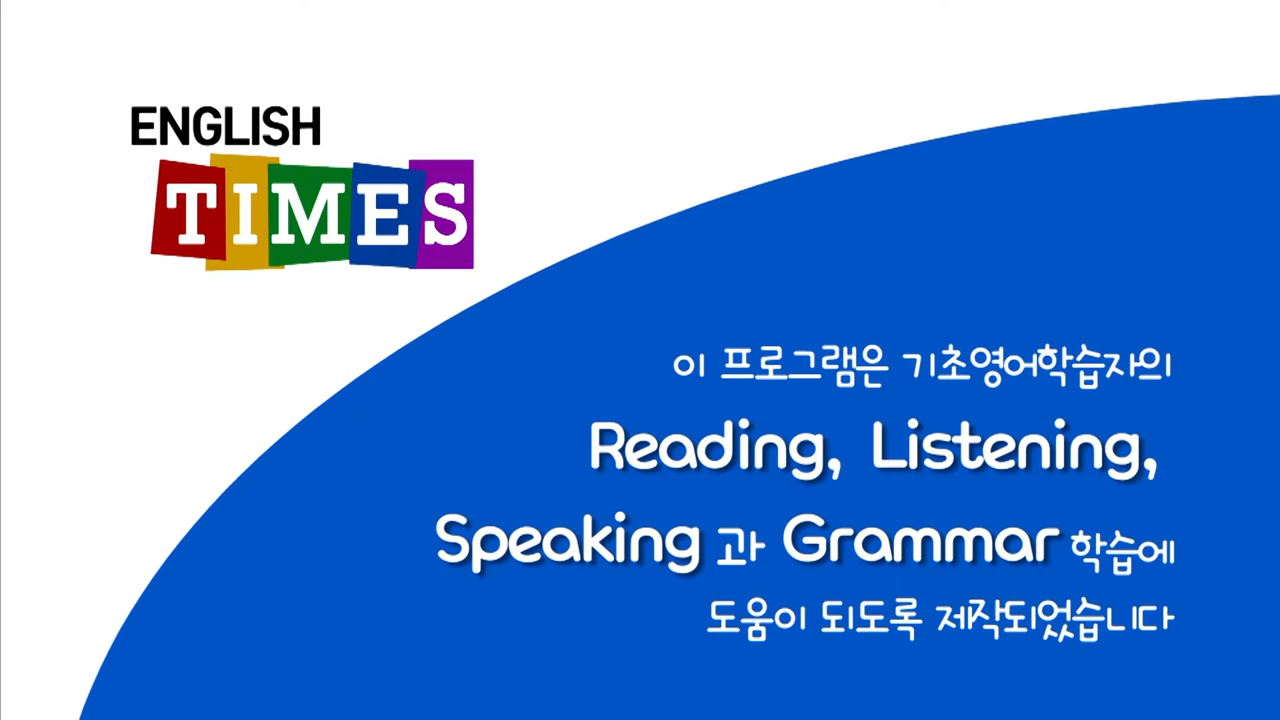 ENGLISH
TIMES
이 프로그램은 기초영어학습자의
Reading, Listening,
Speaking 과 Grammar 학습에
도움이 되도록 제작되었습니다